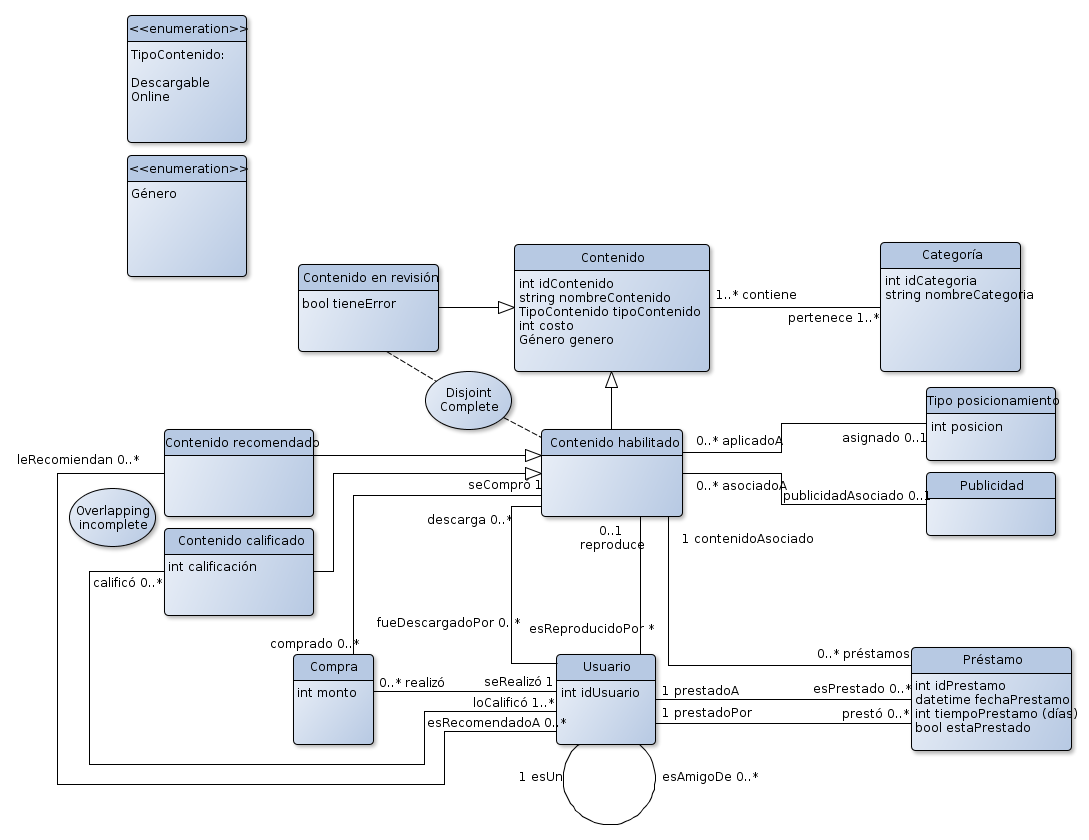 <<enumeration>>
TipoContenido:
Descargable
Online
<<enumeration>>
Género
Contenido
int idContenido
string nombreContenido
TipoContenido tipoContenido
int costo
Género genero
Categoría
int idCategoria
string nombreCategoria
1..* contiene
pertenece 1..*
Contenido en revisión
bool tieneError
Disjoint
Complete
Tipo posicionamiento
int posicion
Contenido habilitado
0..* aplicadoA
asignado 0..1
Contenido recomendado
leRecomiendan 0..*
Publicidad
0..* asociadoA
publicidadAsociado 0..1
seCompró 1
Overlapping
incomplete
descarga 0..*
0..1
reproduce
1 contenidoAsociado
Contenido calificado
int calificación
calificó 0..*
fueDescargadoPor 0..*
esReproducidoPor *
comprado 0..*
0..* préstamos
Compra
int monto
Usuario
int idUsuario
Préstamo
int idPrestamo
datetime fechaPrestamo
int tiempoPrestamo (días)
bool estaPrestado
0..* realizó
seRealizó 1
1 prestadoA
esPrestado 0..*
loCalificó 1..*
1 prestadoPor
prestó 0..*
esRecomendadoA 0..*
1 esUn
esAmigoDe 0..*